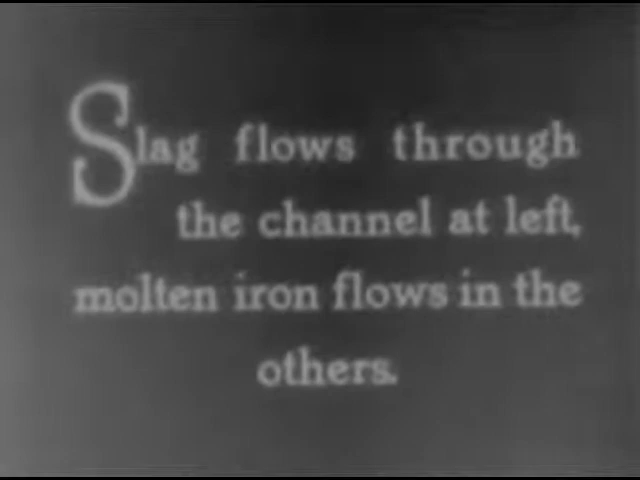 Slag flows through
the channel at left,
molten iron flows in the
others.